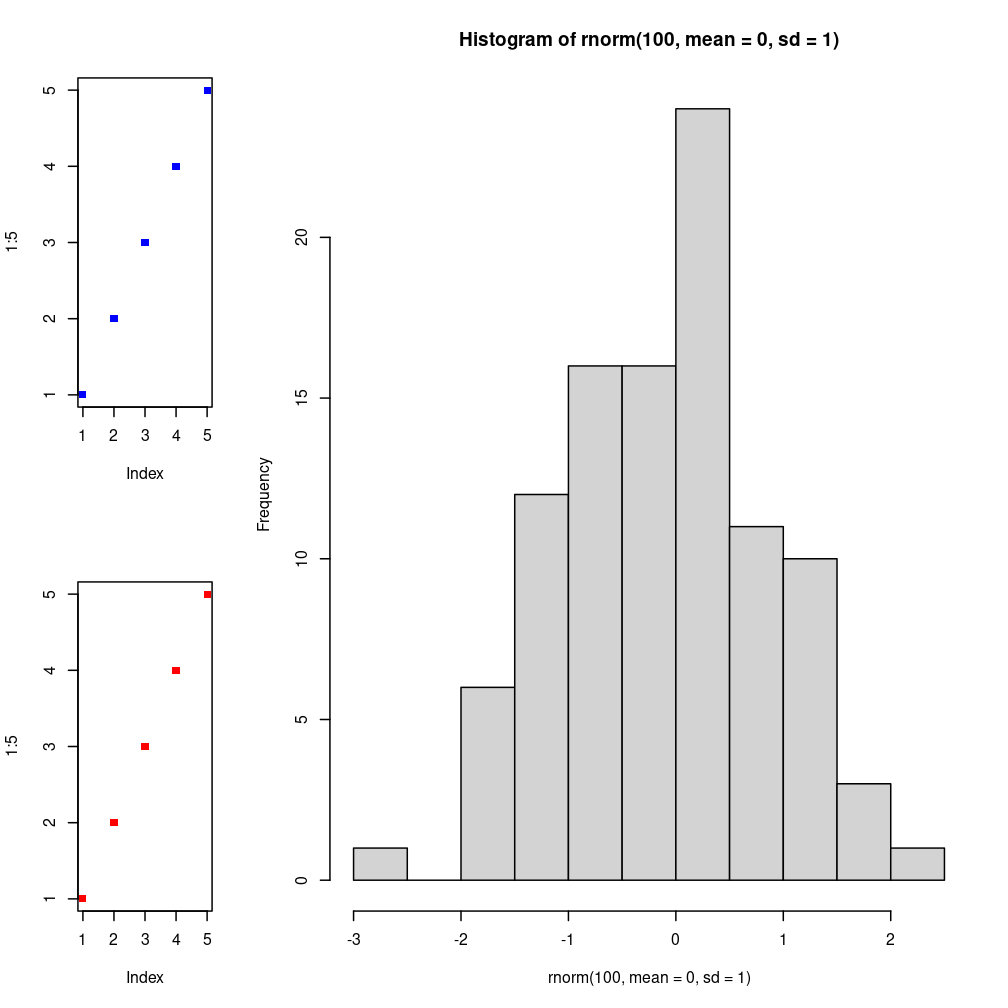 Histogram of rnorm(100, mean = 0, sd = 1)
5
4
3
2
1
1:5
1 2 3 4 5
Index
5
4
3
2
1
1:5
1 2 3 4 5
Index
20
15
10
5
0
Frequency
-3 -2 -1 0 1 2
rnorm(100, mean = 0, sd = 1)